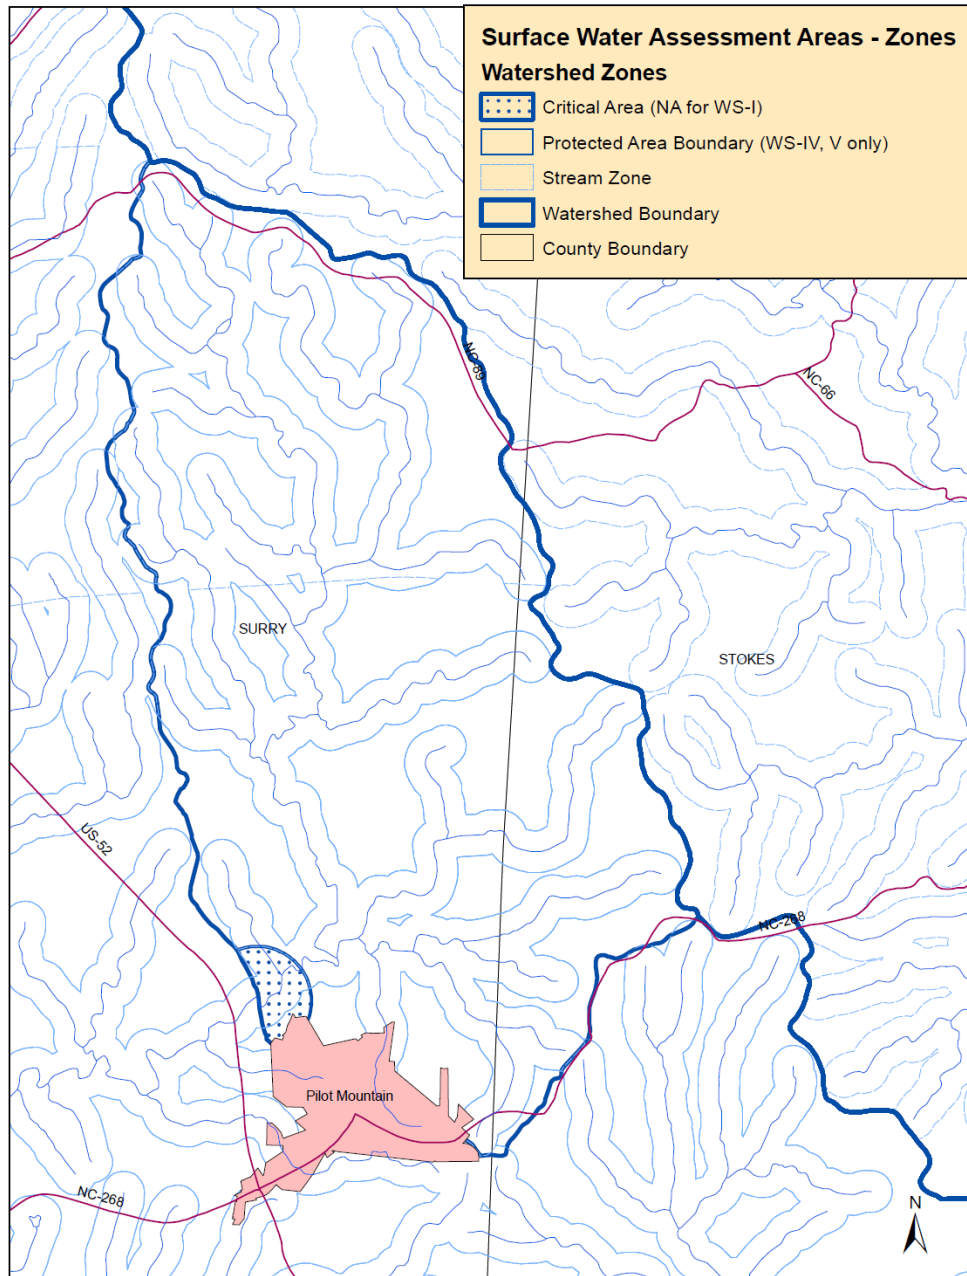 Surface Water Assessment Areas - Zones
Watershed Zones
Critical Area (NA for WS-I)
Protected Area Boundary (WS-IV, V only)
Stream Zone
Watershed Boundary
County Boundary
NC-89
NC-66
SURRY
STOKES
US-52
NC-268
Pilot Mountain
NC-268
N